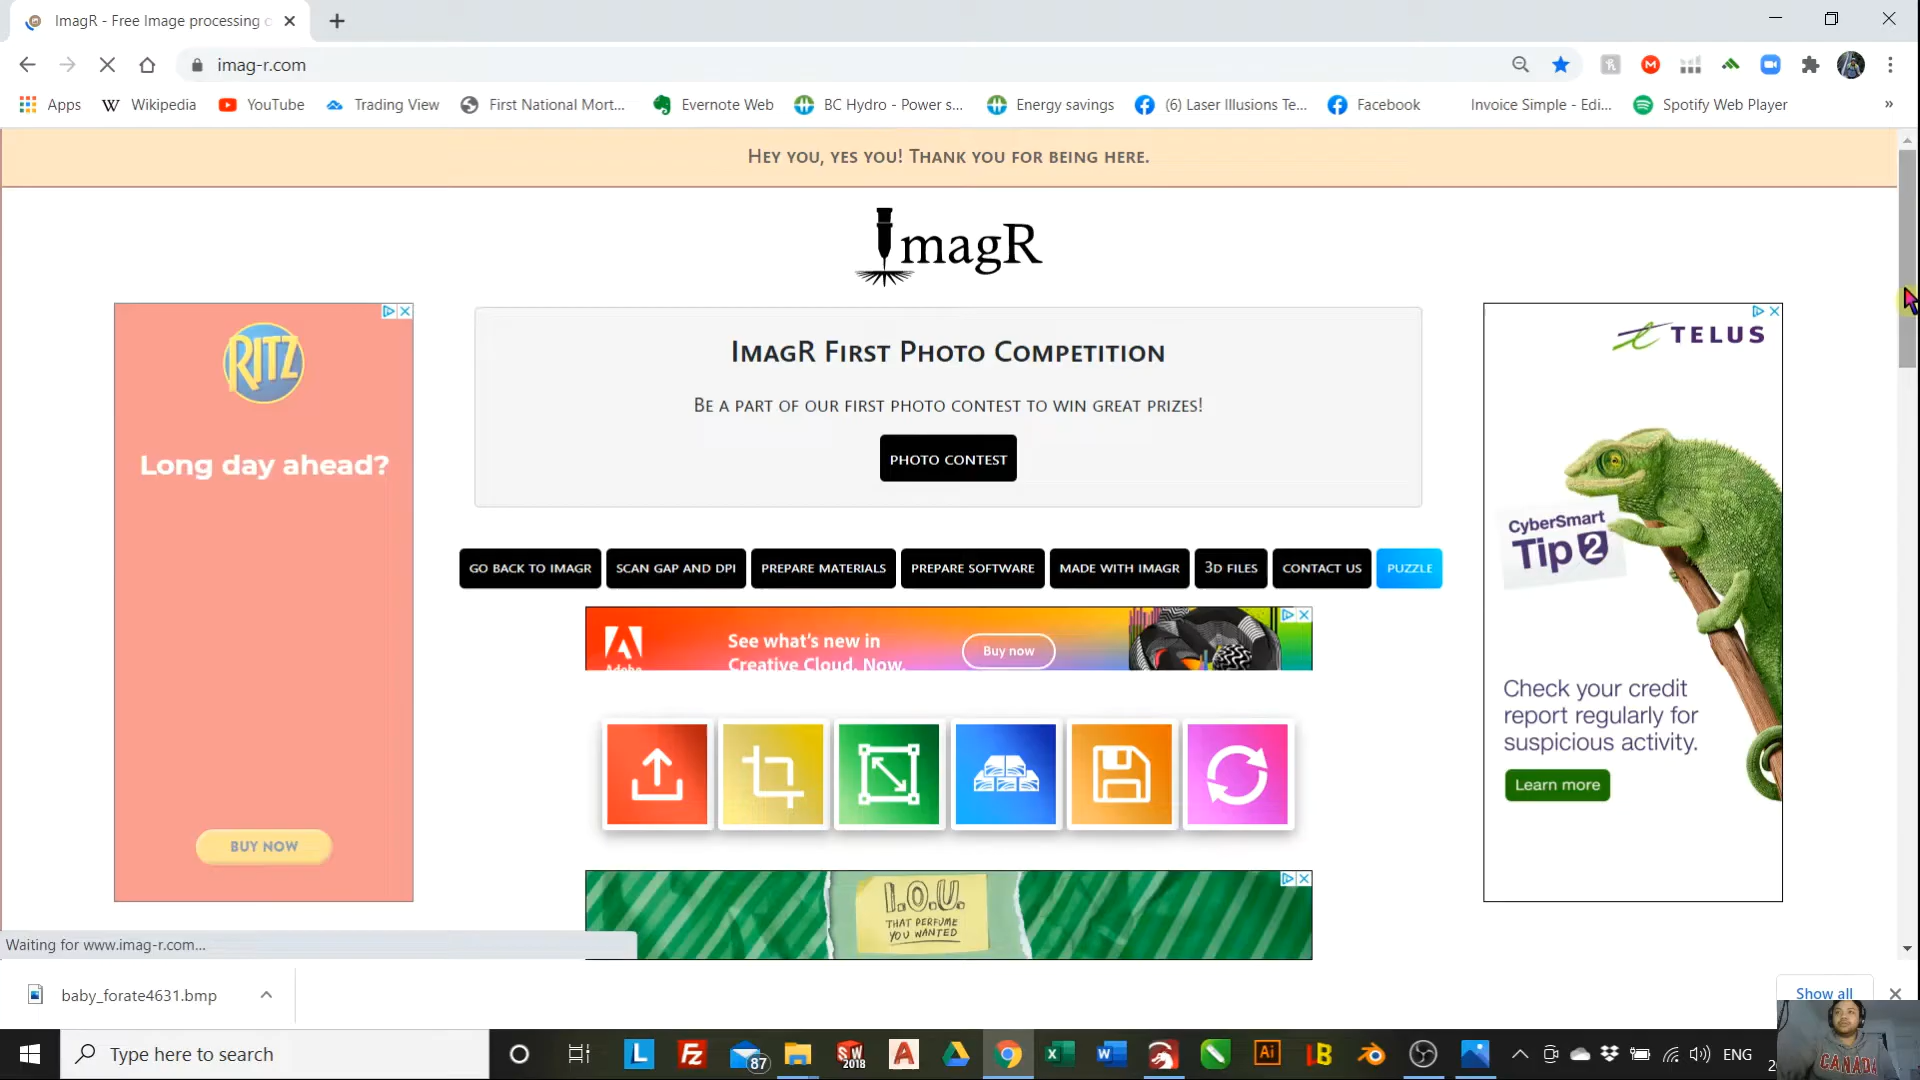 ImagR - Free Image processing c
imag-r.com
Apps
Wikipedia
YouTube
Trading View
First National Mort...
Evernote Web
BC Hydro - Power s...
Energy savings
(6) Laser Illusions Te...
Facebook
Invoice Simple - Edi...
Spotify Web Player
»
Hey you, yes you! Thank you for being here.
ImagR
RITZ
Long day ahead?
BUY NOW
ImagR First Photo Competition
Be a part of our first photo contest to win great prizes!
PHOTO CONTEST
GO BACK TO IMAGR
SCAN GAP AND DPI
PREPARE MATERIALS
PREPARE SOFTWARE
MADE WITH IMAGR
3D FILES
CONTACT US
PUZZLE
Adobe
See what's new in
Creative Cloud. Now.
Buy now
I.O.U.
THAT PERFUME
YOU WANTED
TELUS
CyberSmart
Tip 2
Check your credit
report regularly for
suspicious activity.
Learn more
Waiting for www.imag-r.com...
baby_forate4631.bmp
Show all
Type here to search
87
SW
2018
ENG
2
CANADA